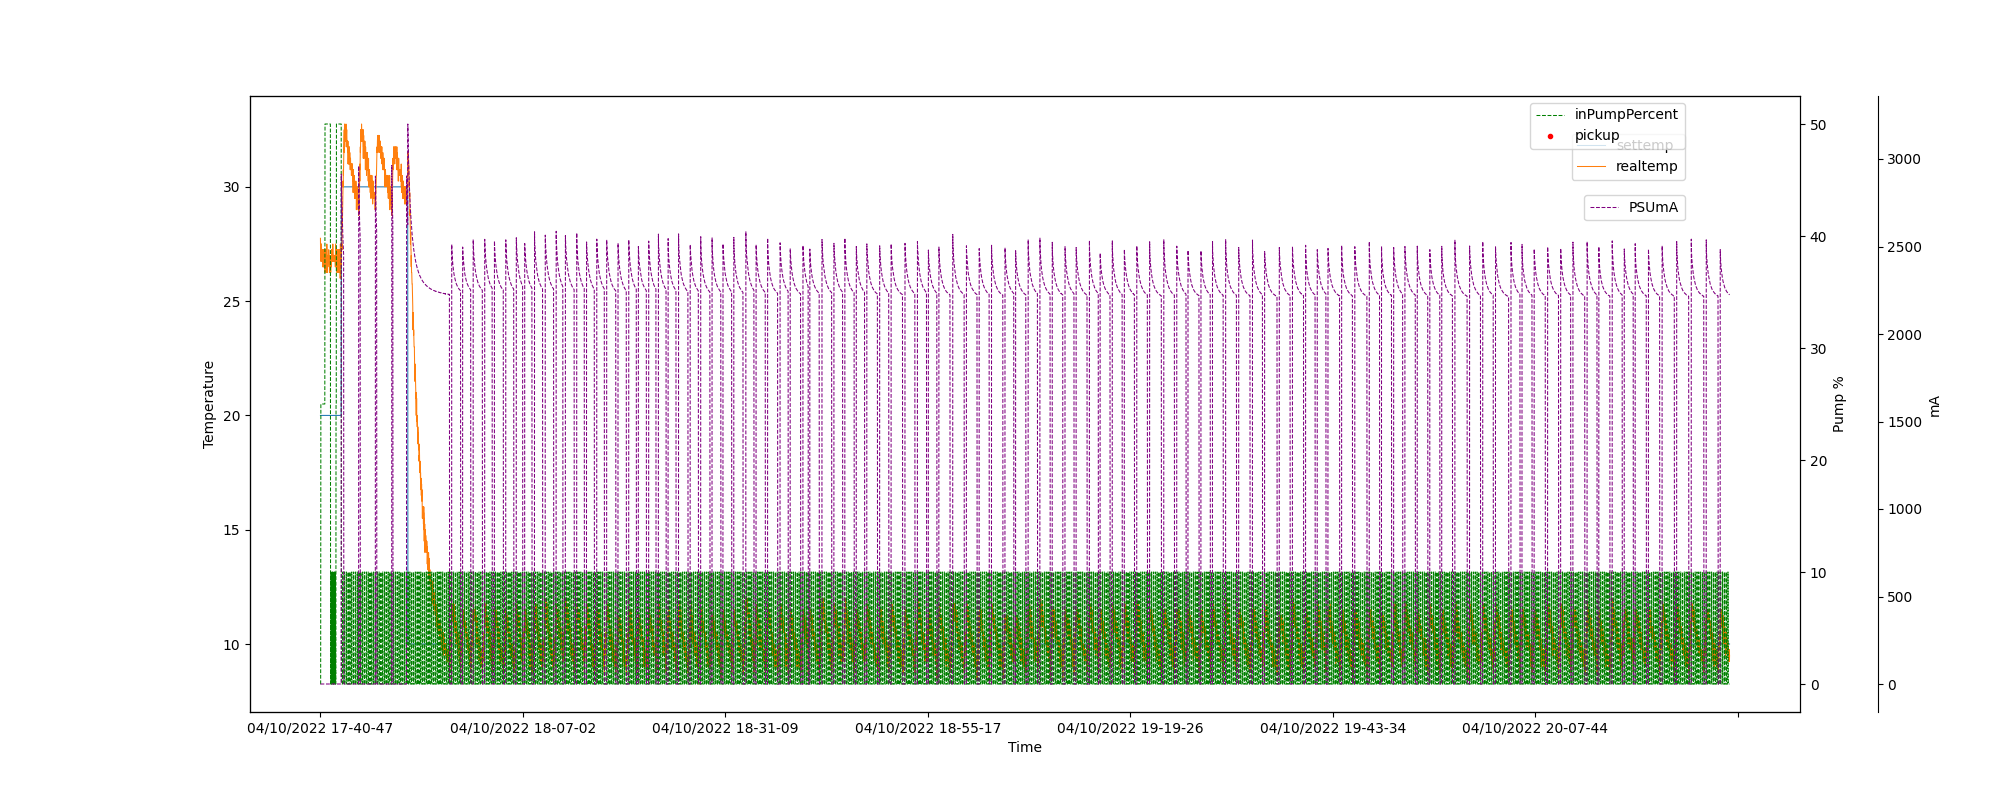 inPumpPercent
pickup
settemp
realtemp
PSUmA
Temperature
30
25
20
15
10
50
40
30
20
10
0
Pump %
3000
2500
2000
1500
1000
500
0
mA
04/10/2022 17-40-47
04/10/2022 18-07-02
04/10/2022 18-31-09
04/10/2022 18-55-17
04/10/2022 19-19-26
04/10/2022 19-43-34
04/10/2022 20-07-44
Time